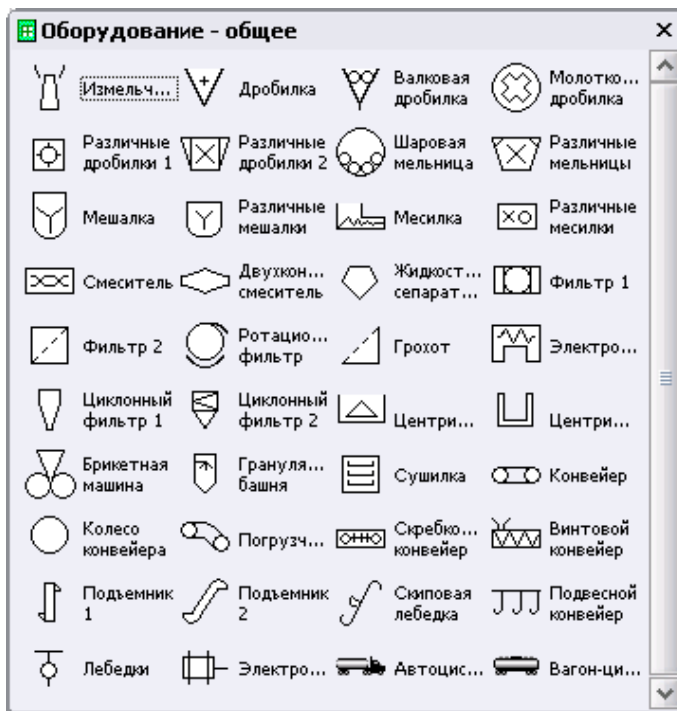 Оборудование - общее
Измельч...
Дробилка
Валковая
дробилка
Молотко...
дробилка
Различные
дробилки 1
Различные
дробилки 2
Шаровая
мельница
Различные
мельницы
Мешалка
Различные
мешалки
Месилка
Различные
месилки
Смеситель
Двухкон...
смеситель
Жидкост...
сепарат...
Фильтр 1
Фильтр 2
Ротацио...
фильтр
Грохот
Электро...
Циклонный
фильтр 1
Циклонный
фильтр 2
Центри...
Центри...
Брикетная
машина
Грануля...
башня
Сушилка
Конвейер
Колесо
конвейера
Погрузч...
Скребко...
конвейер
Винтовой
конвейер
Подъемник
1
Подъемник
2
Скиповая
лебедка
Подвесной
конвейер
Лебедки
Электро...
Автоцис...
Вагон-ци...